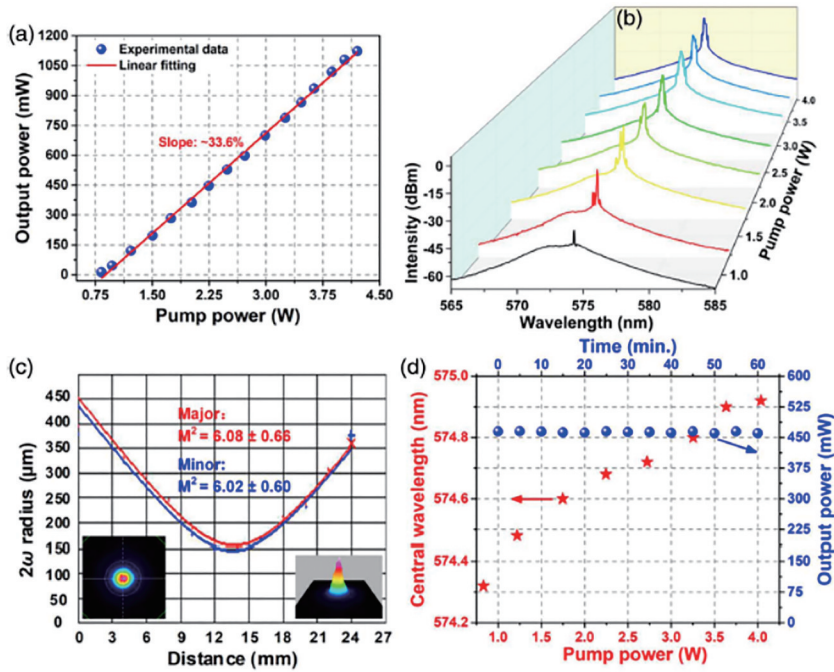 (a)
Experimental data
Linear fitting
Slope: ~33.6%
Output power (mW)
1200
1050
900
750
600
450
300
150
0
0.75 1.50 2.25 3.00 3.75 4.50
Pump power (W)
(b)
Intensity (dBm)
0
-15
-30
-45
-60
565 570 575 580 585
Wavelength (nm)
4.0
3.5
3.0
2.5
2.0
1.5
1.0
Pump power (W)
(c)
2ω radius (μm)
450
400
350
300
250
200
150
100
50
0
Major:
M² = 6.08 ± 0.66
Minor:
M² = 6.02 ± 0.60
0 3 6 9 12 15 18 21 24 27
Distance (mm)
(d)
Time (min.)
0 10 20 30 40 50 60
Central wavelength (nm)
575.0
574.8
574.6
574.4
574.2
600
525
450
375
300
225
150
75
0
Output power (mW)
1.0 1.5 2.0 2.5 3.0 3.5 4.0
Pump power (W)